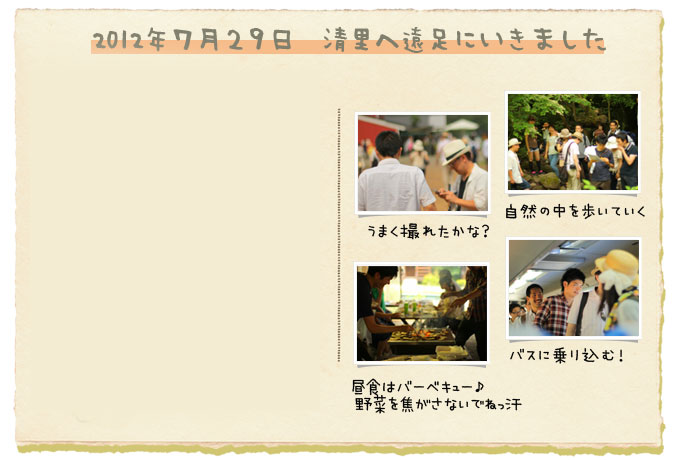 2012年7月29日　清里へ遠足にいきました
うまく撮れたかな？
自然の中を歩いていく
バスに乗り込む！
昼食はバーベキュー♪
野菜を焦がさないでねっ汗